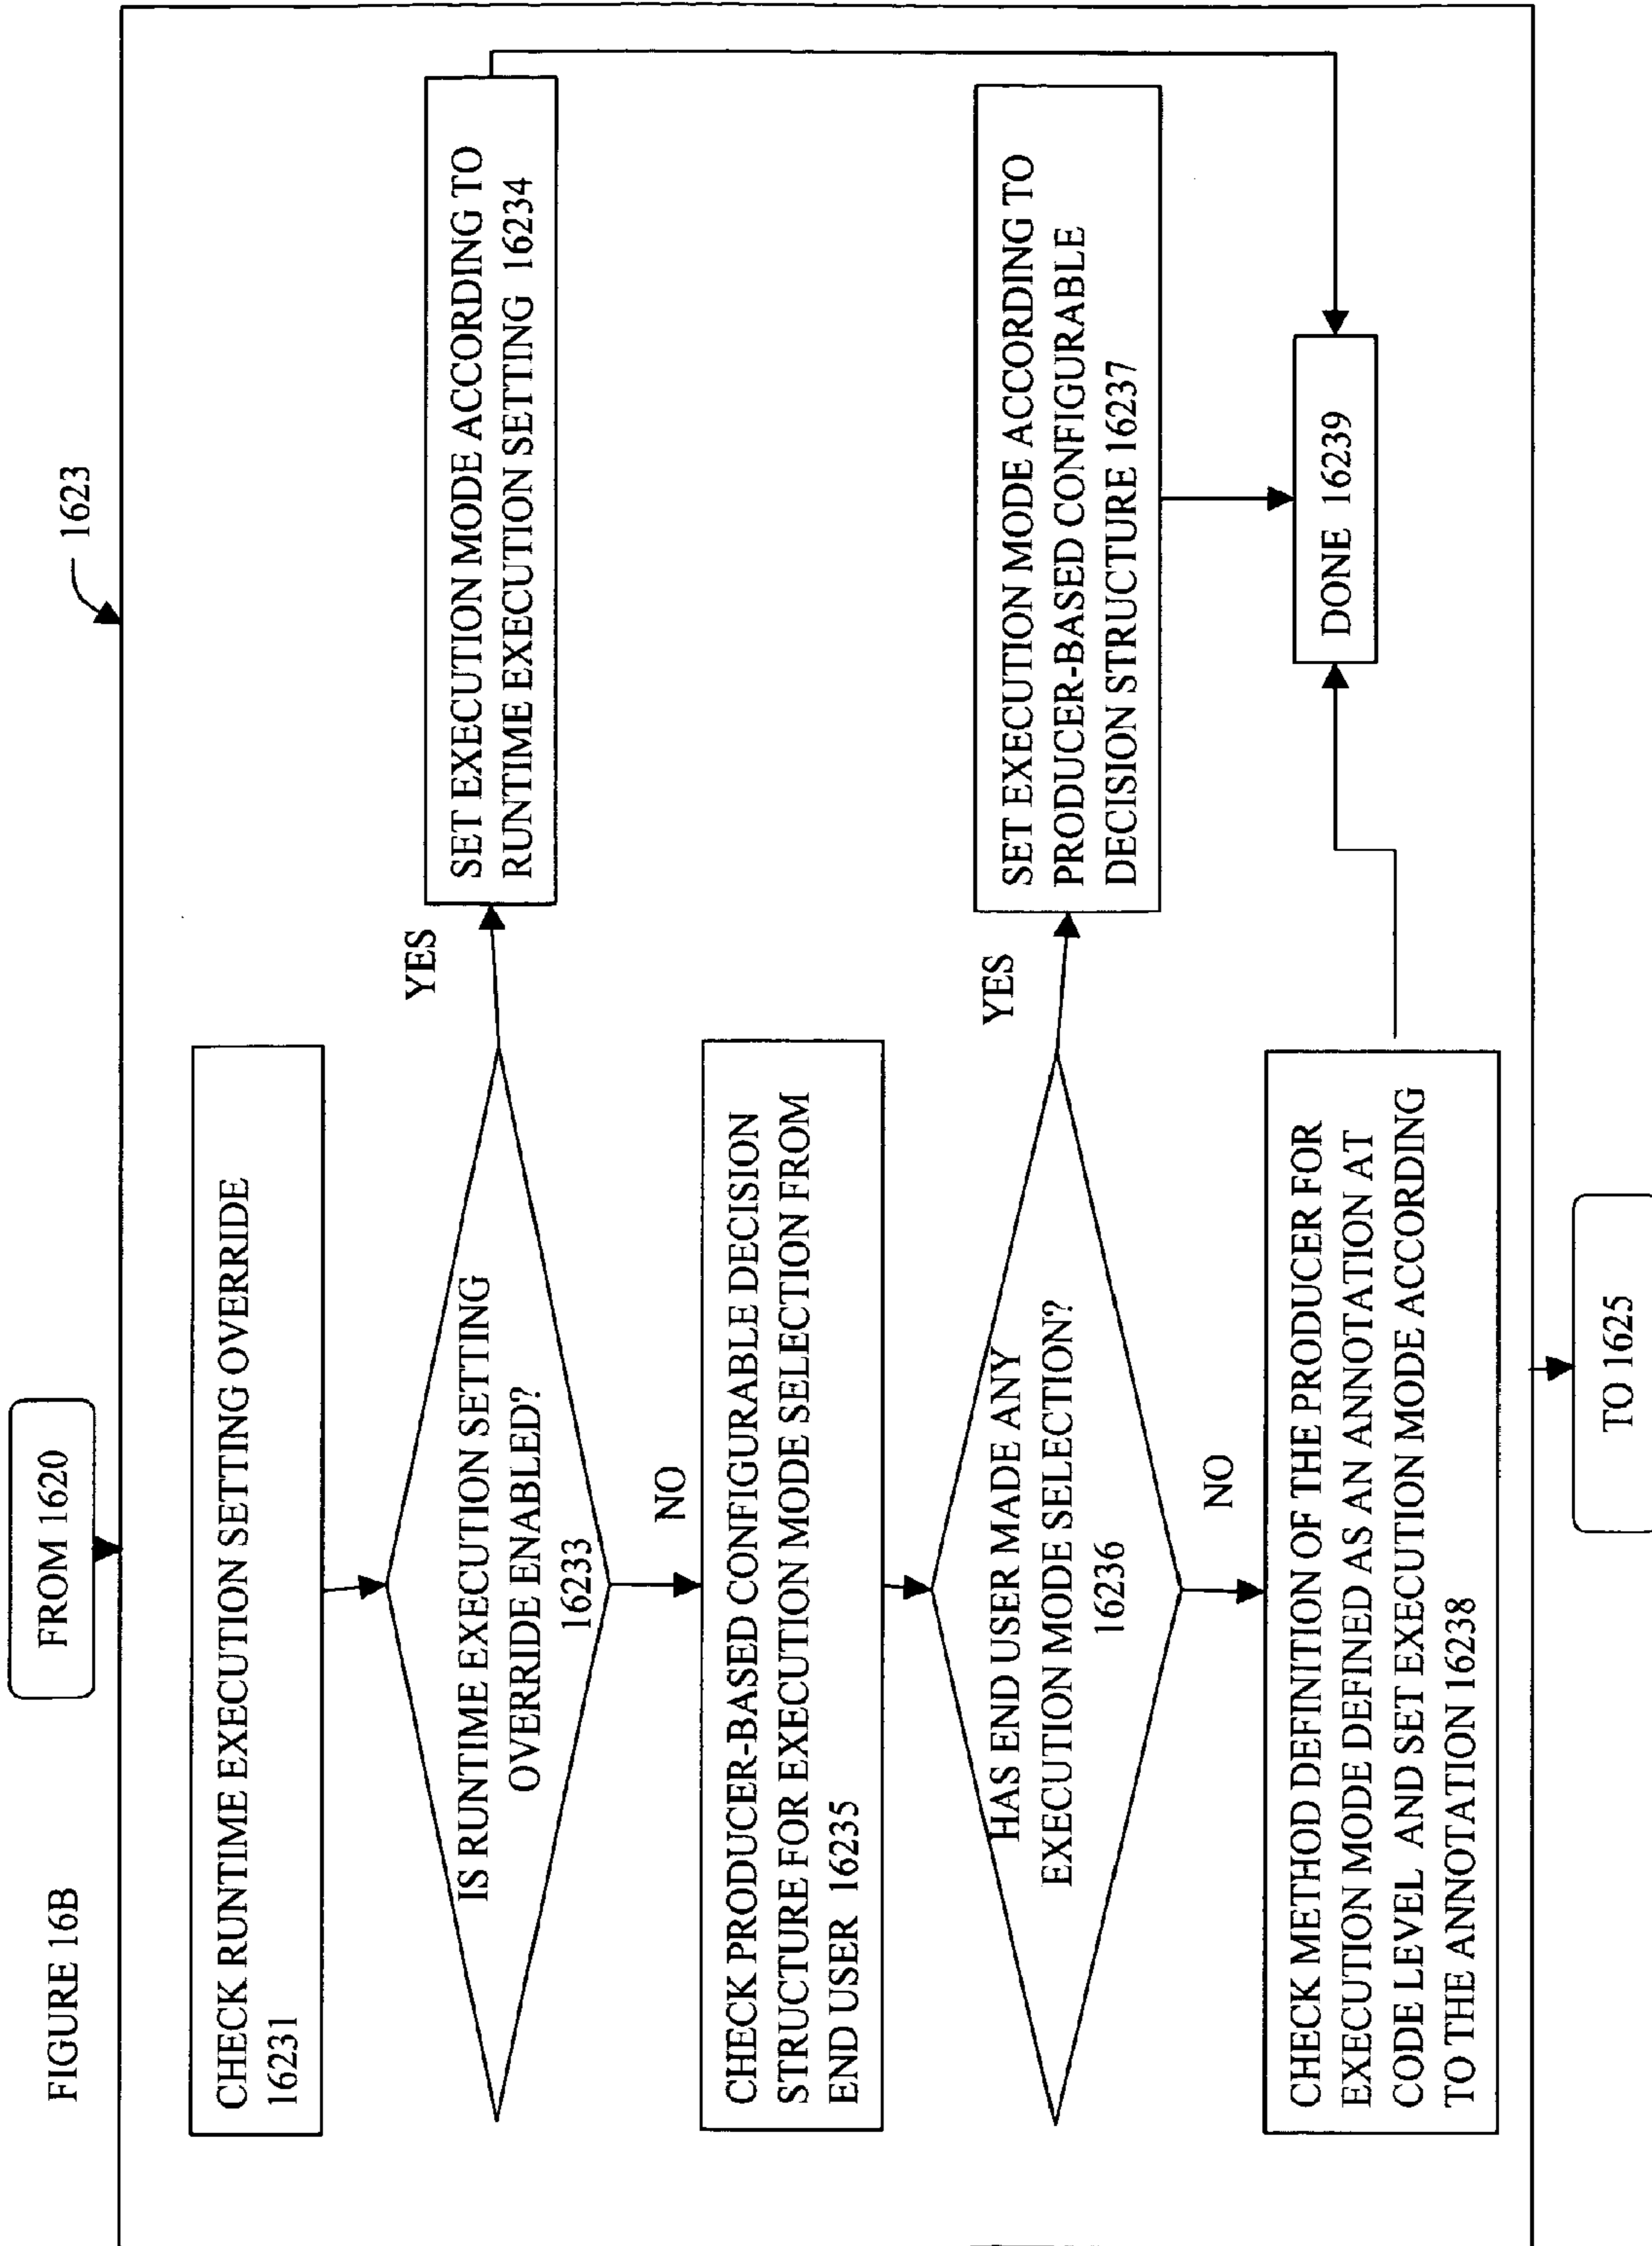 FIGURE 16B
FROM 1620
1623
CHECK RUNTIME EXECUTION SETTING OVERRIDE
16231
IS RUNTIME EXECUTION SETTING
OVERRIDE ENABLED?
16233
YES
SET EXECUTION MODE ACCORDING TO
RUNTIME EXECUTION SETTING 16234
NO
CHECK PRODUCER-BASED CONFIGURABLE DECISION
STRUCTURE FOR EXECUTION MODE SELECTION FROM
END USER 16235
HAS END USER MADE ANY
EXECUTION MODE SELECTION?
16236
YES
SET EXECUTION MODE ACCORDING TO
PRODUCER-BASED CONFIGURABLE
DECISION STRUCTURE 16237
NO
CHECK METHOD DEFINITION OF THE PRODUCER FOR
EXECUTION MODE DEFINED AS AN ANNOTATION AT
CODE LEVEL AND SET EXECUTION MODE ACCORDING
TO THE ANNOTATION 16238
DONE 16239
TO 1625